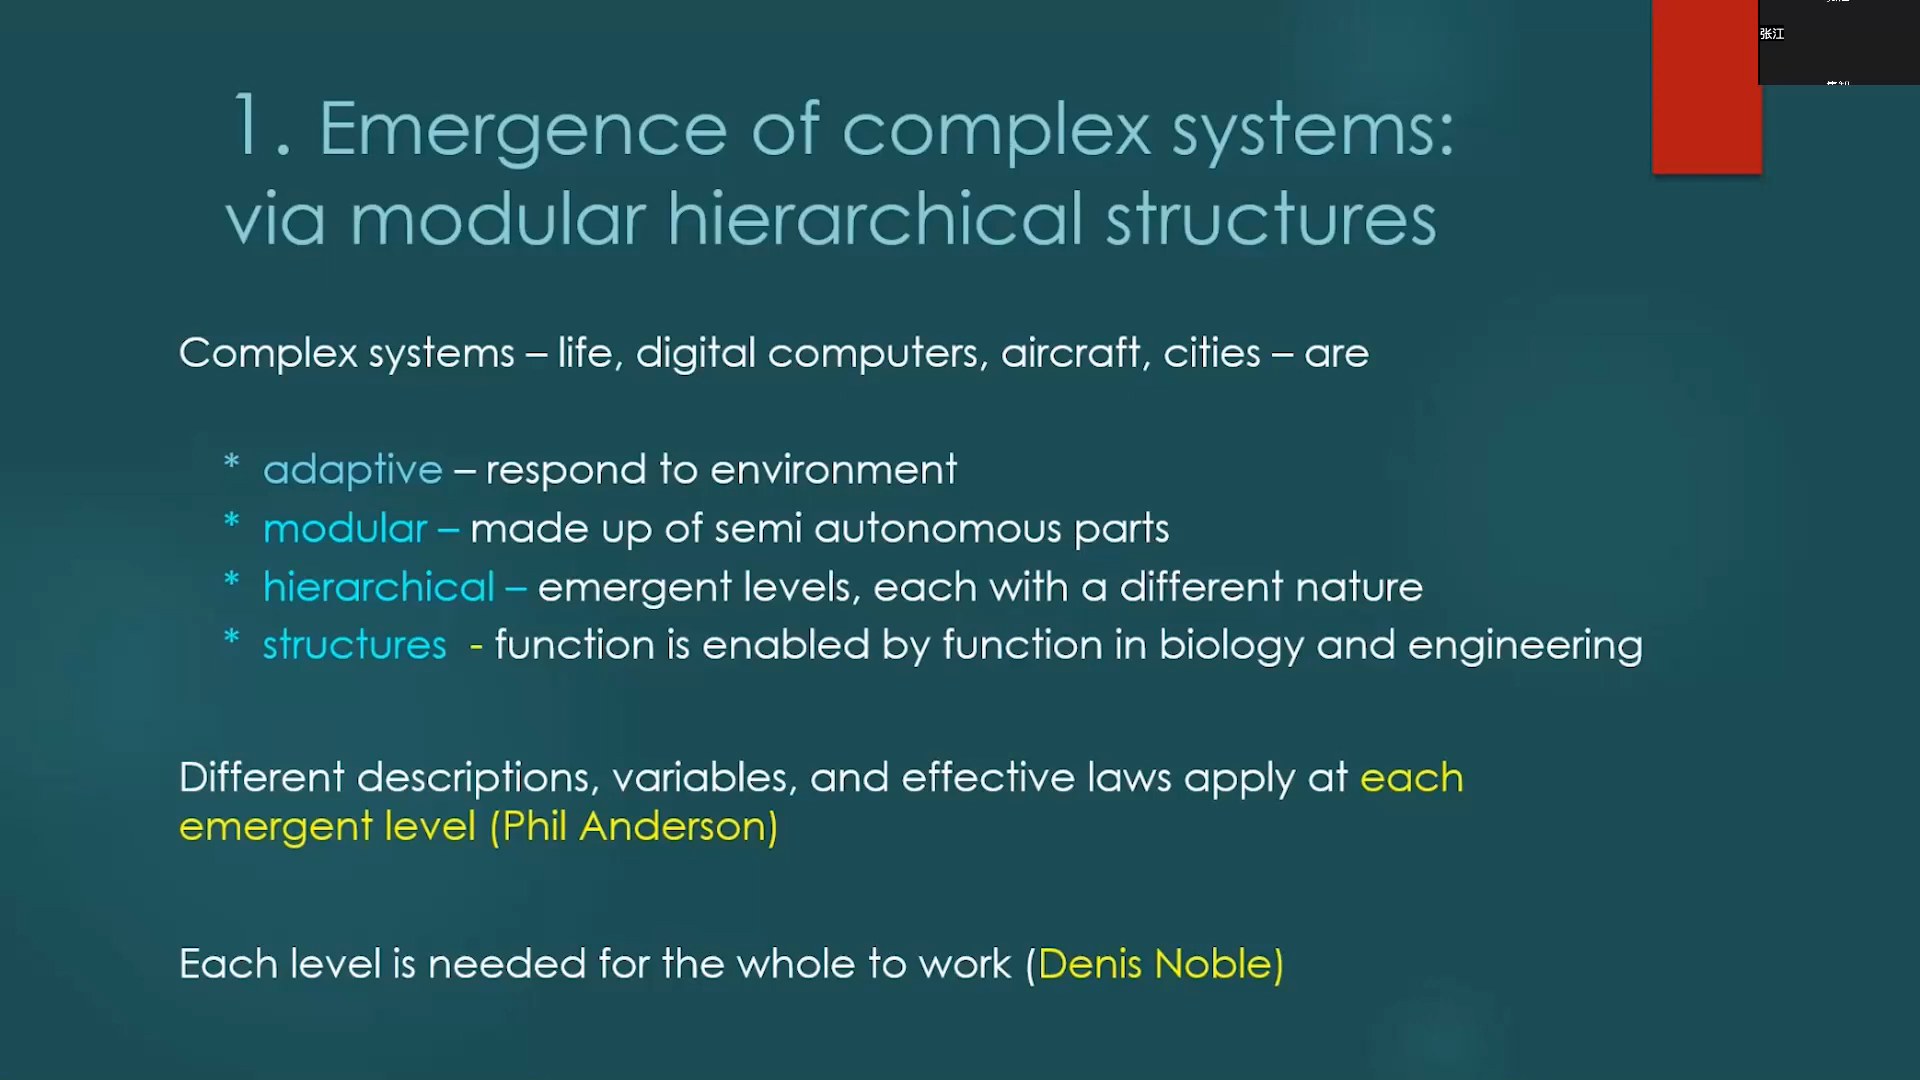 张江
1. Emergence of complex systems:
via modular hierarchical structures
Complex systems – life, digital computers, aircraft, cities – are
* adaptive – respond to environment
* modular – made up of semi autonomous parts
* hierarchical – emergent levels, each with a different nature
* structures - function is enabled by function in biology and engineering
Different descriptions, variables, and effective laws apply at each
emergent level (Phil Anderson)
Each level is needed for the whole to work (Denis Noble)